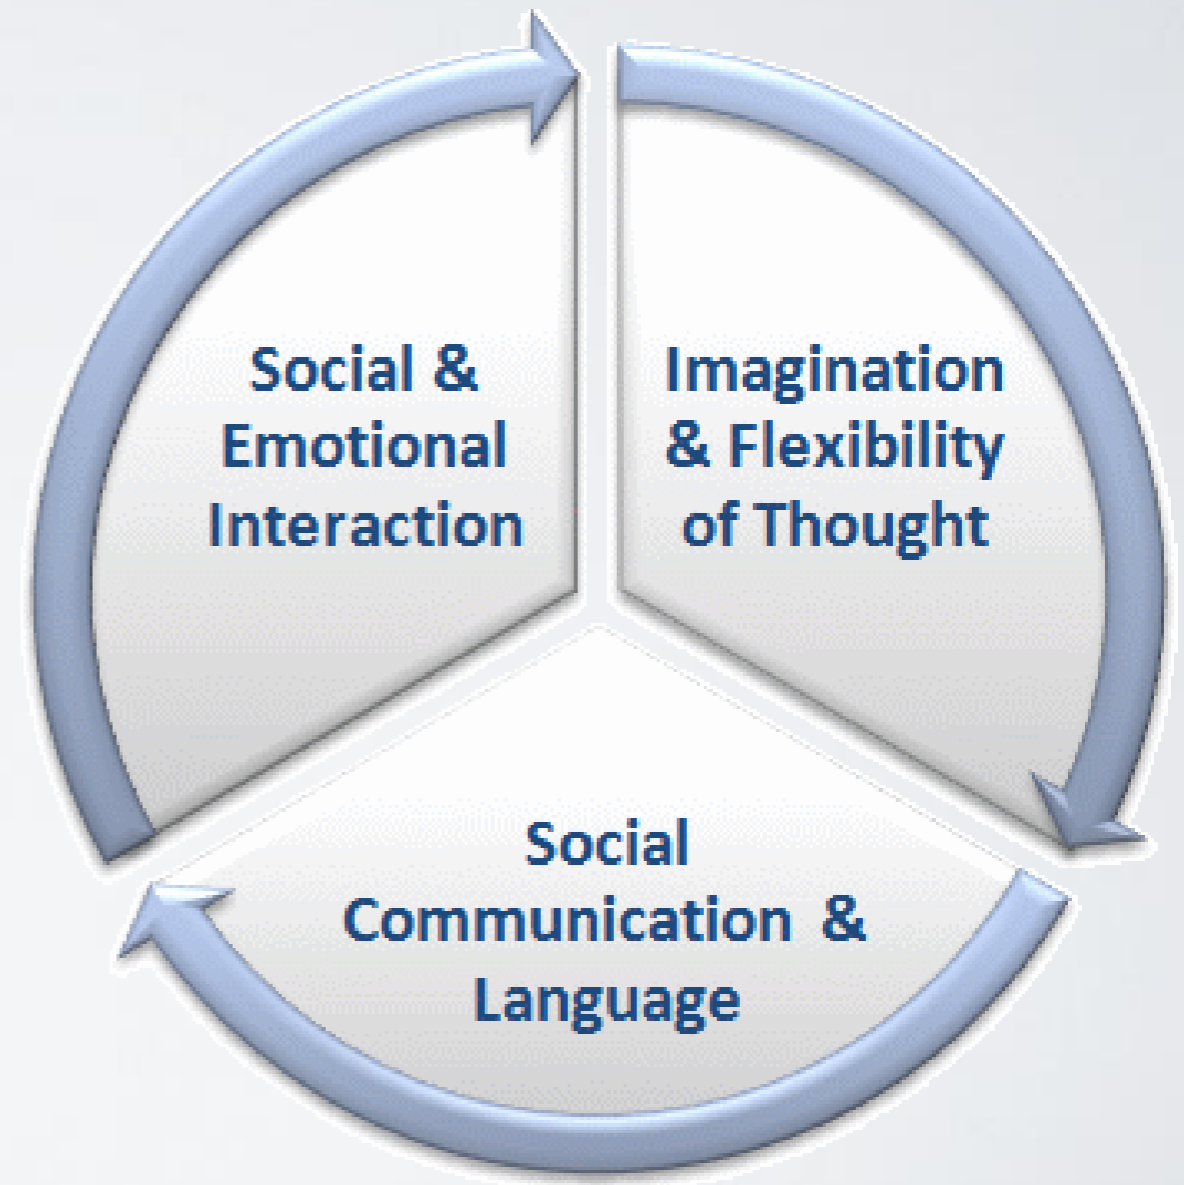 Social &
Emotional
Interaction
Imagination
& Flexibility
of Thought
Social
Communication &
Language